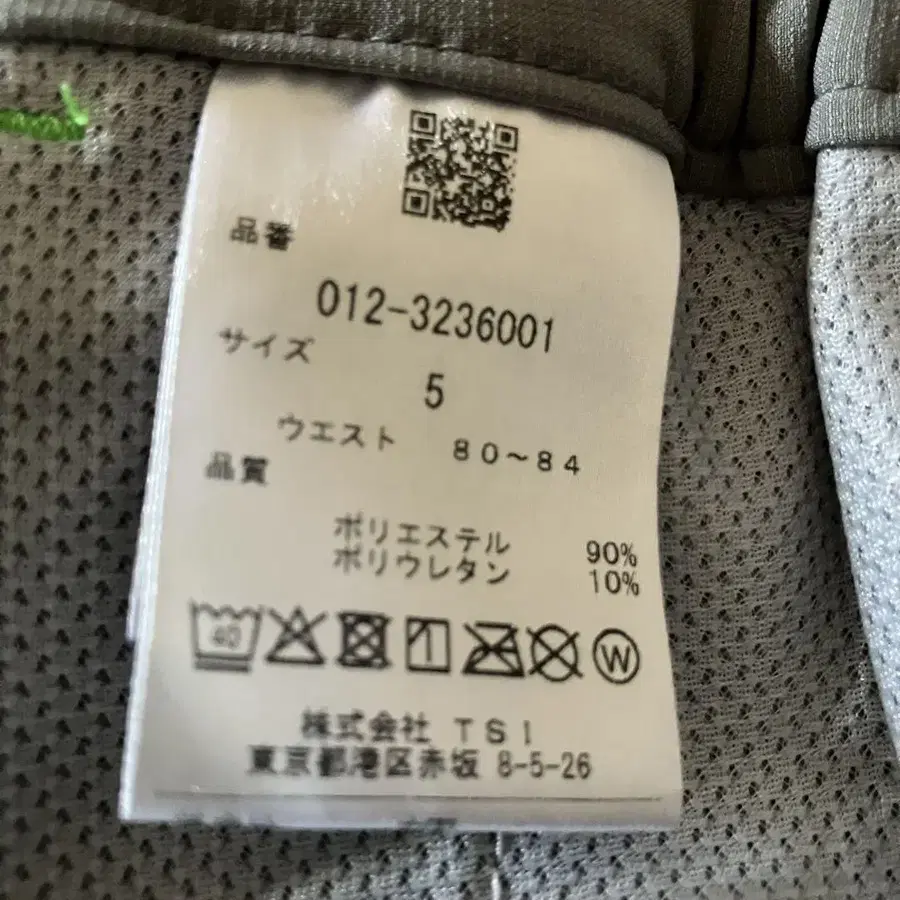 品番
012-3236001
サイズ
5
ウエスト 80～84
品質
ポリエステル 90%
ポリウレタン 10%
40
W
株式会社 TSI
東京都港区赤坂 8-5-26